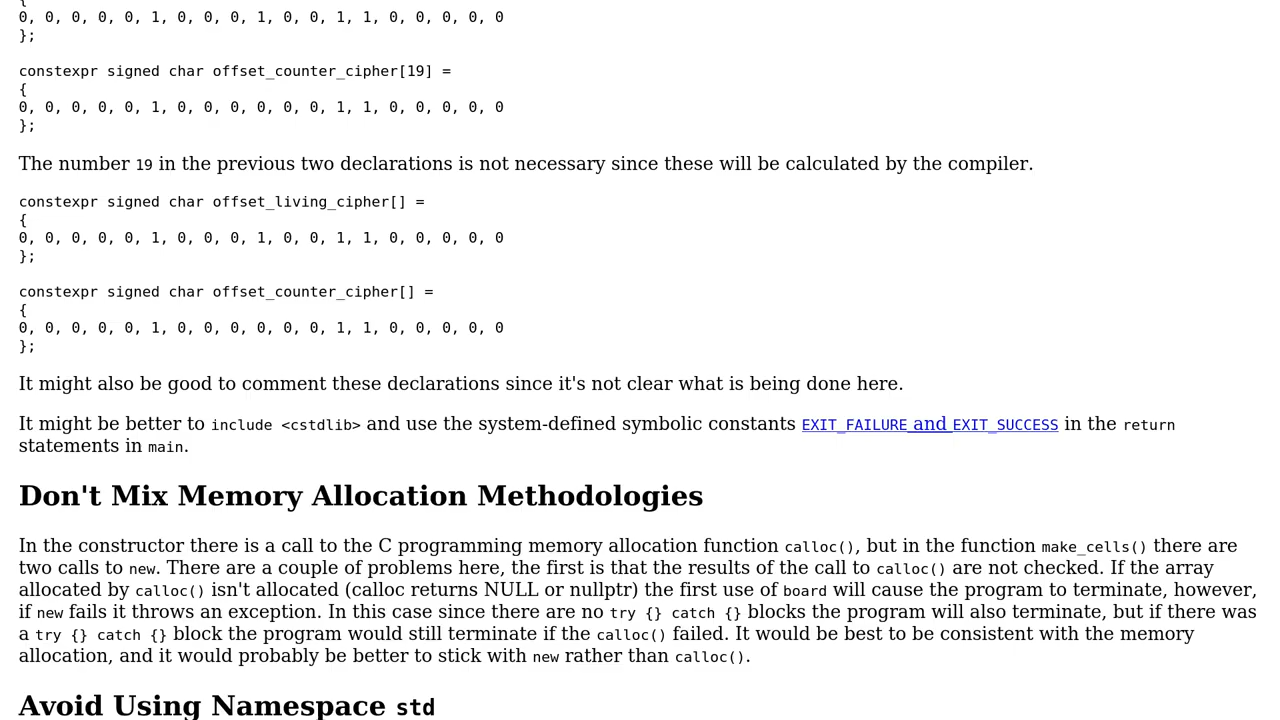 {
0, 0, 0, 0, 0, 1, 0, 0, 0, 1, 0, 0, 1, 1, 0, 0, 0, 0, 0
};
constexpr signed char offset_counter_cipher[19] =
{
0, 0, 0, 0, 0, 1, 0, 0, 0, 0, 0, 0, 1, 1, 0, 0, 0, 0, 0
};
The number 19 in the previous two declarations is not necessary since these will be calculated by the compiler.
constexpr signed char offset_living_cipher[] =
{
0, 0, 0, 0, 0, 1, 0, 0, 0, 1, 0, 0, 1, 1, 0, 0, 0, 0, 0
};
constexpr signed char offset_counter_cipher[] =
{
0, 0, 0, 0, 0, 1, 0, 0, 0, 0, 0, 0, 1, 1, 0, 0, 0, 0, 0
};
It might also be good to comment these declarations since it's not clear what is being done here.
It might be better to include <cstdlib> and use the system-defined symbolic constants EXIT_FAILURE and EXIT_SUCCESS in the return
statements in main.
Don't Mix Memory Allocation Methodologies
In the constructor there is a call to the C programming memory allocation function calloc(), but in the function make_cells() there are
two calls to new. There are a couple of problems here, the first is that the results of the call to calloc() are not checked. If the array
allocated by calloc() isn't allocated (calloc returns NULL or nullptr) the first use of board will cause the program to terminate, however,
if new fails it throws an exception. In this case since there are no try {} catch {} blocks the program will also terminate, but if there was
a try {} catch {} block the program would still terminate if the calloc() failed. It would be best to be consistent with the memory
allocation, and it would probably be better to stick with new rather than calloc().
Avoid Using Namespace std